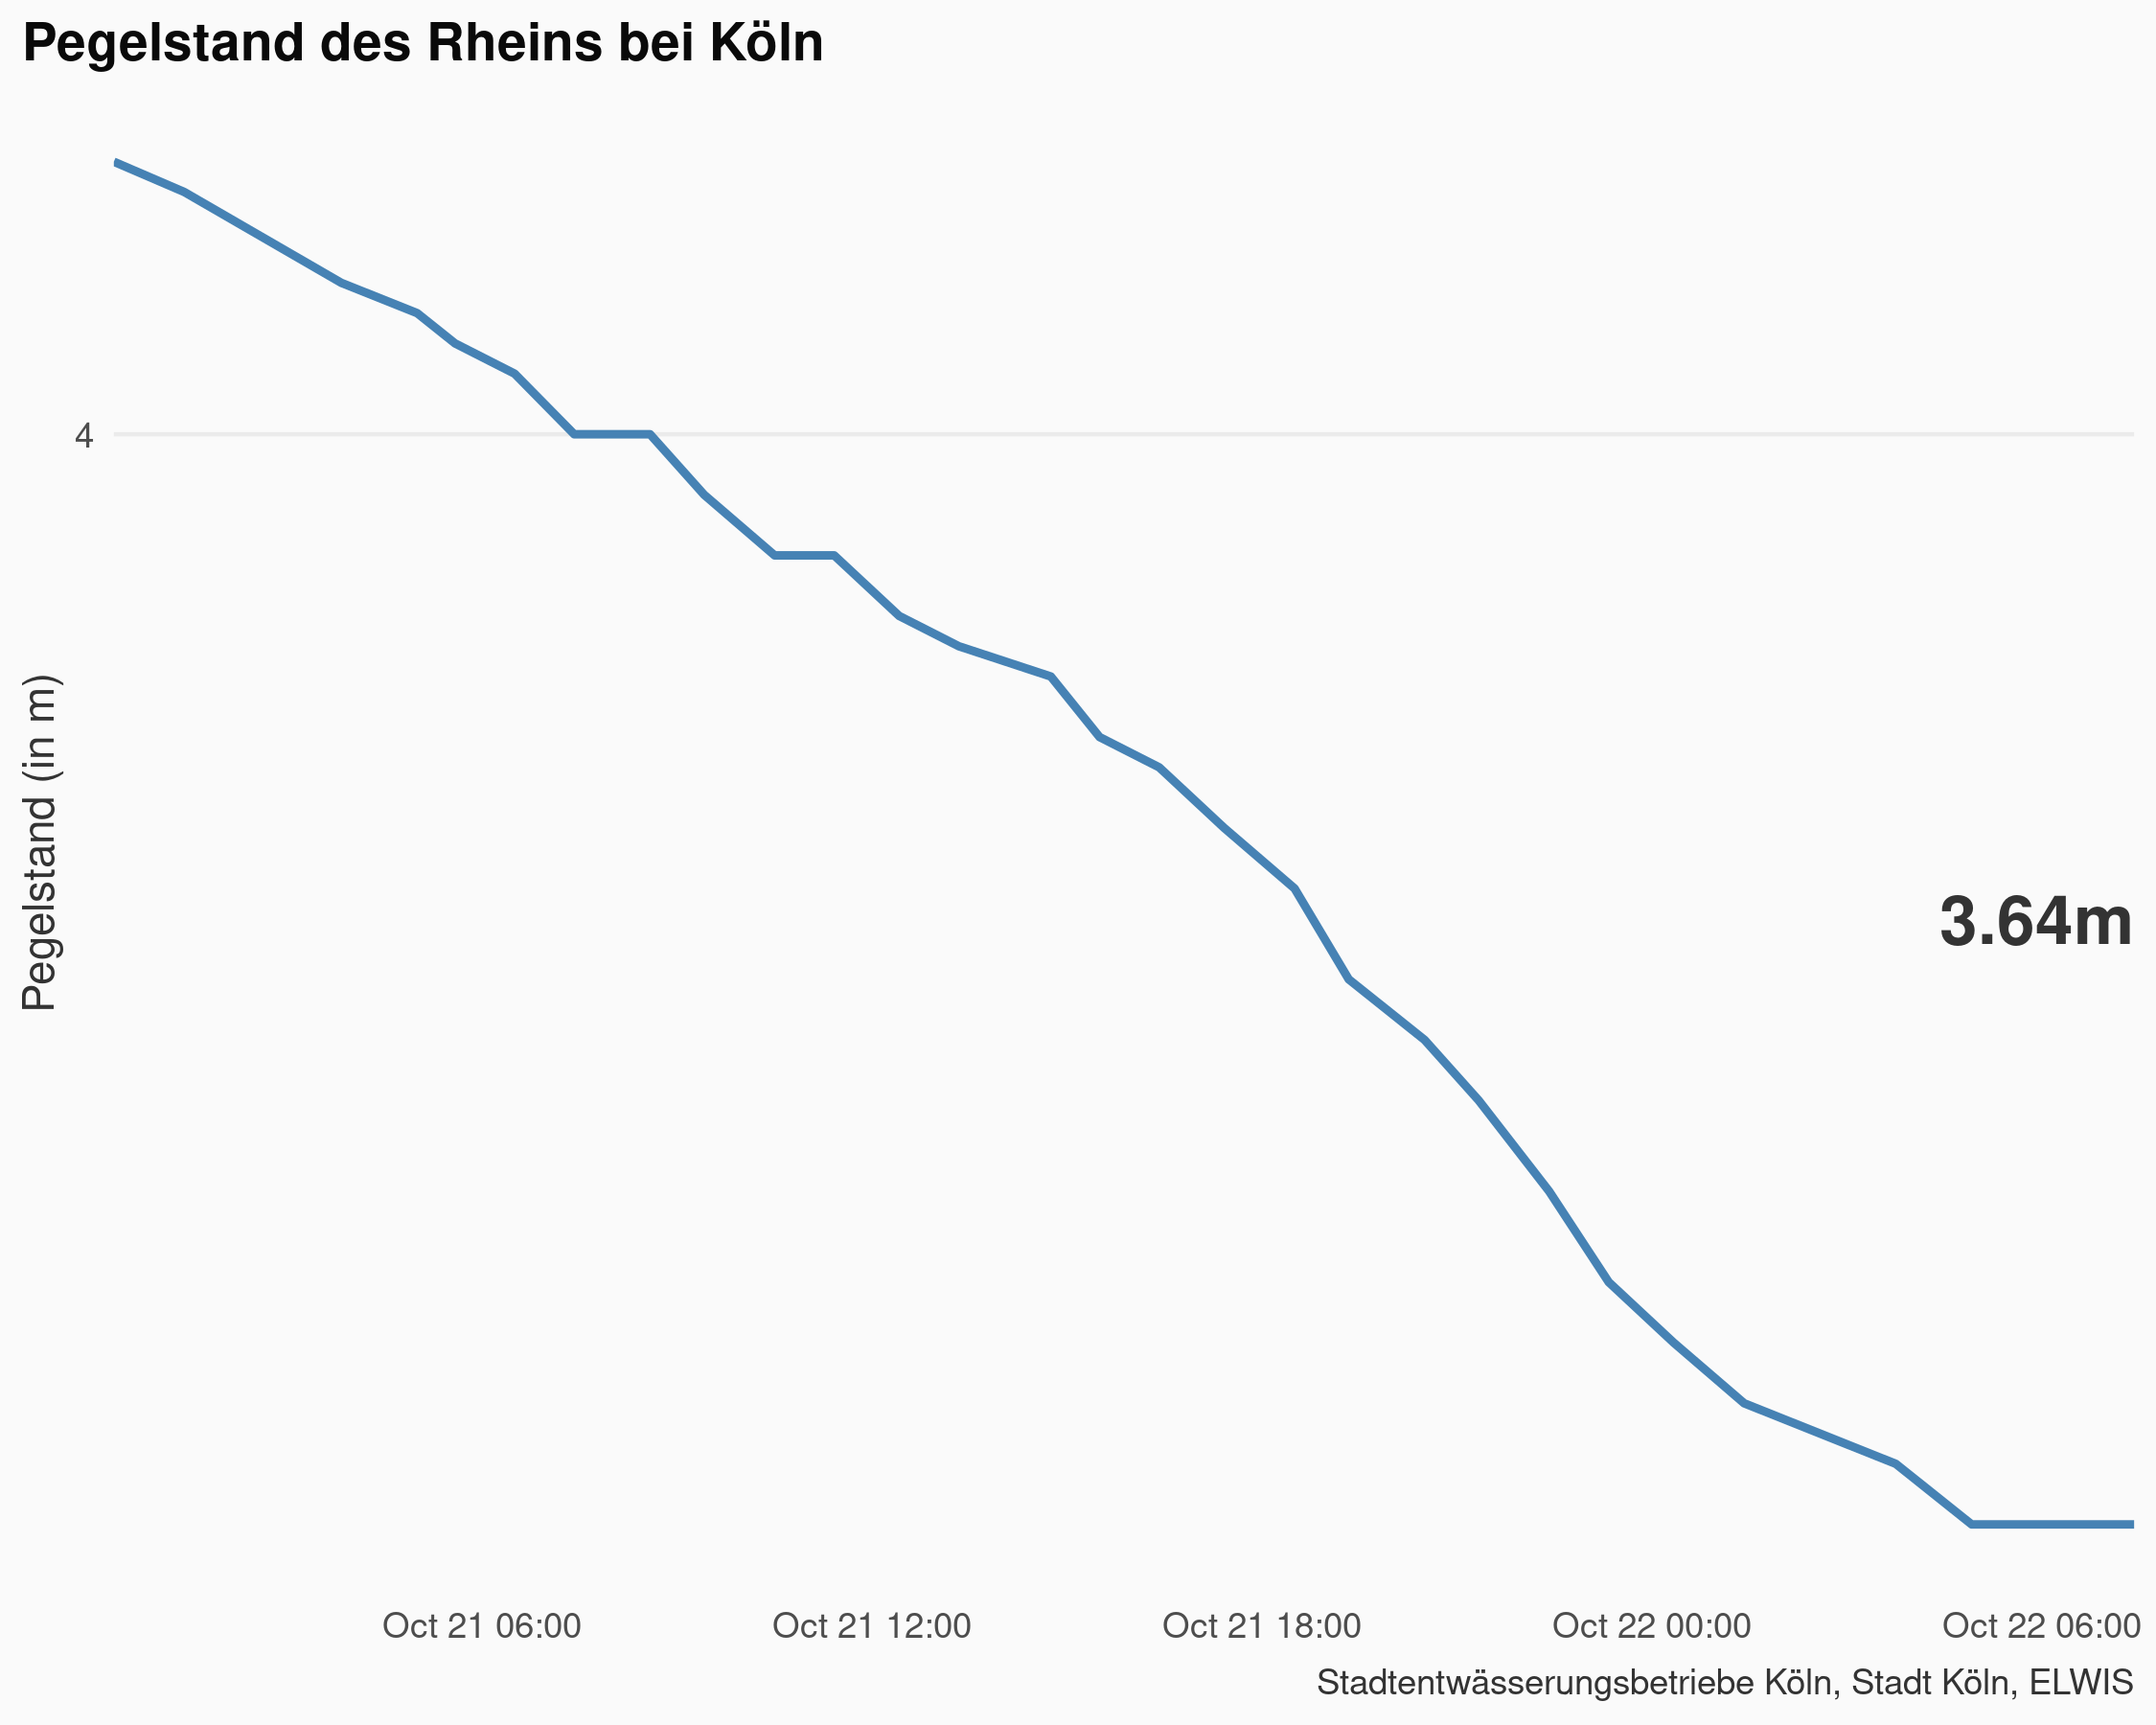 Pegelstand des Rheins bei Köln
Pegelstand (in m)
4
3.64m
Oct 21 06:00
Oct 21 12:00
Oct 21 18:00
Oct 22 00:00
Oct 22 06:00
Stadtentwässerungsbetriebe Köln, Stadt Köln, ELWIS